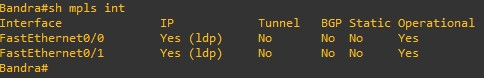 Bandra#sh mpls int
Interface              IP            Tunnel   BGP Static Operational
FastEthernet0/0        Yes (ldp)     No       No  No     Yes
FastEthernet0/1        Yes (ldp)     No       No  No     Yes
Bandra#